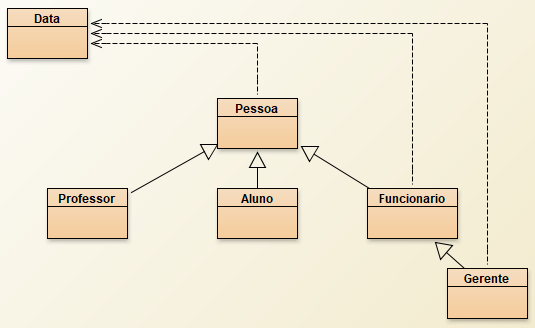 Data
Pessoa
Professor
Aluno
Funcionario
Gerente